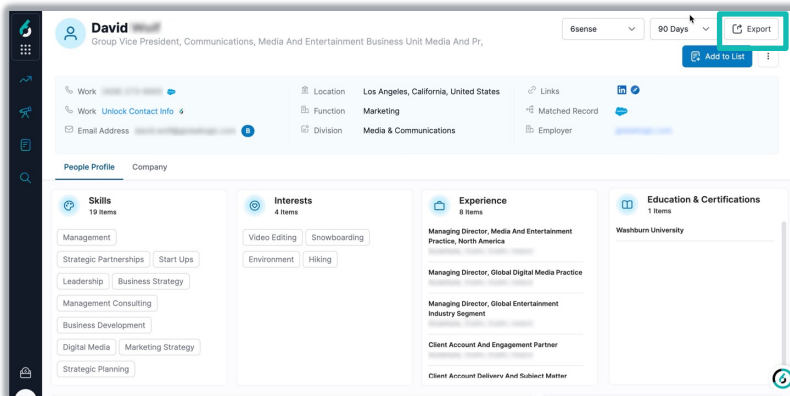 David
Group Vice President, Communications, Media And Entertainment Business Unit Media And Pr,
6sense
90 Days
Export
Add to List
Work
Location Los Angeles, California, United States
Links
in
Work Unlock Contact Info
Function Marketing
Matched Record
Email Address
B
Division Media & Communications
Employer
People Profile Company
Skills
19 Items
Management
Strategic Partnerships Start Ups
Leadership Business Strategy
Management Consulting
Business Development
Digital Media Marketing Strategy
Strategic Planning
Interests
4 Items
Video Editing Snowboarding
Environment Hiking
Experience
8 Items
Managing Director, Media And Entertainment
Practice, North America
Managing Director, Global Digital Media Practice
Managing Director, Global Entertainment
Industry Segment
Client Account And Engagement Partner
Client Account Delivery And Subject Matter
Education & Certifications
1 Items
Washburn University